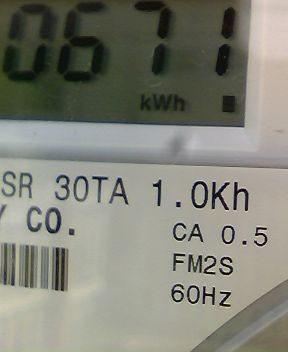 0671
kWh
SR 30TA 1.0Kh
Y CO.
CA 0.5
FM2S
60Hz